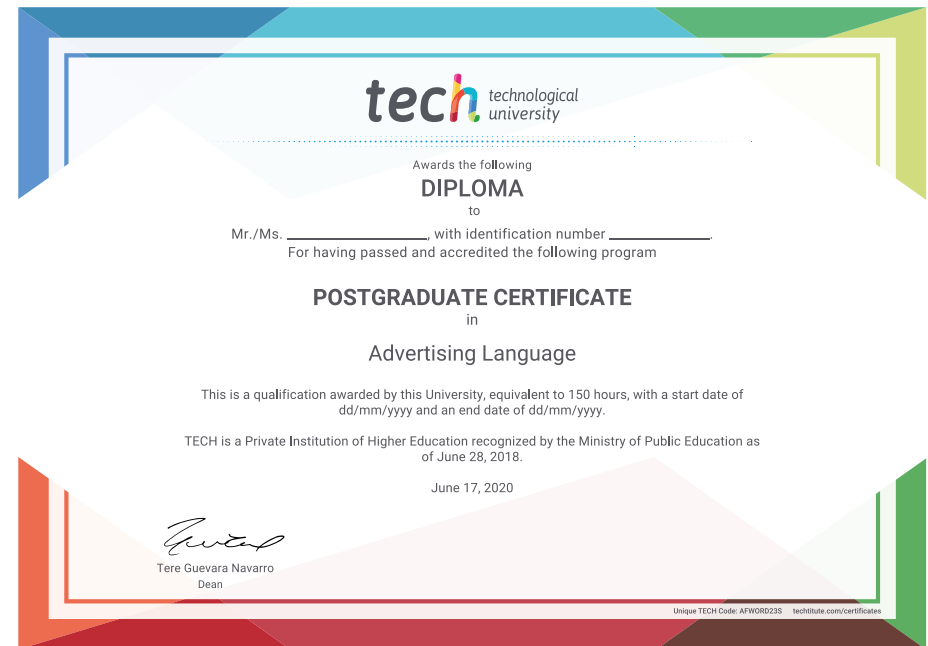 tech technological
university
Awards the following
DIPLOMA
to
Mr./Ms. ____________________, with identification number ______________.
For having passed and accredited the following program
POSTGRADUATE CERTIFICATE
in
Advertising Language
This is a qualification awarded by this University, equivalent to 150 hours, with a start date of
dd/mm/yyyy and an end date of dd/mm/yyyy.
TECH is a Private Institution of Higher Education recognized by the Ministry of Public Education as
of June 28, 2018.
June 17, 2020
Tere Guevara Navarro
Dean
Unique TECH Code: AFWORD23S techtitute.com/certificates